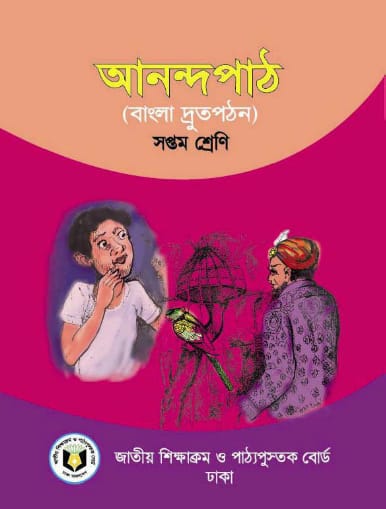 আনন্দপাঠ
(বাংলা দ্রুতপঠন)
সপ্তম শ্রেণি
জাতীয় শিক্ষাক্রম ও পাঠ্যপুস্তক বোর্ড
ঢাকা